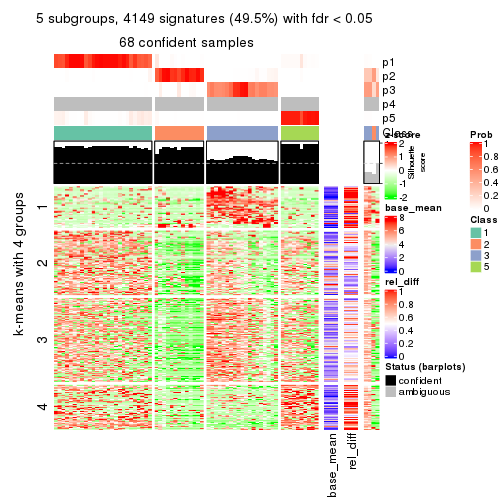 5 subgroups, 4149 signatures (49.5%) with fdr < 0.05
68 confident samples
p1
p2
p3
p4
p5
Class
Silhouette
score
k-means with 4 groups
1
2
3
4
base_mean
rel_diff
z-score
2
1
0
-1
-2
base_mean
8
6
4
2
0
rel_diff
1
0.8
0.6
0.4
0.2
0
Status (barplots)
confident
ambiguous
Prob
1
0.8
0.6
0.4
0.2
0
Class
1
2
3
5